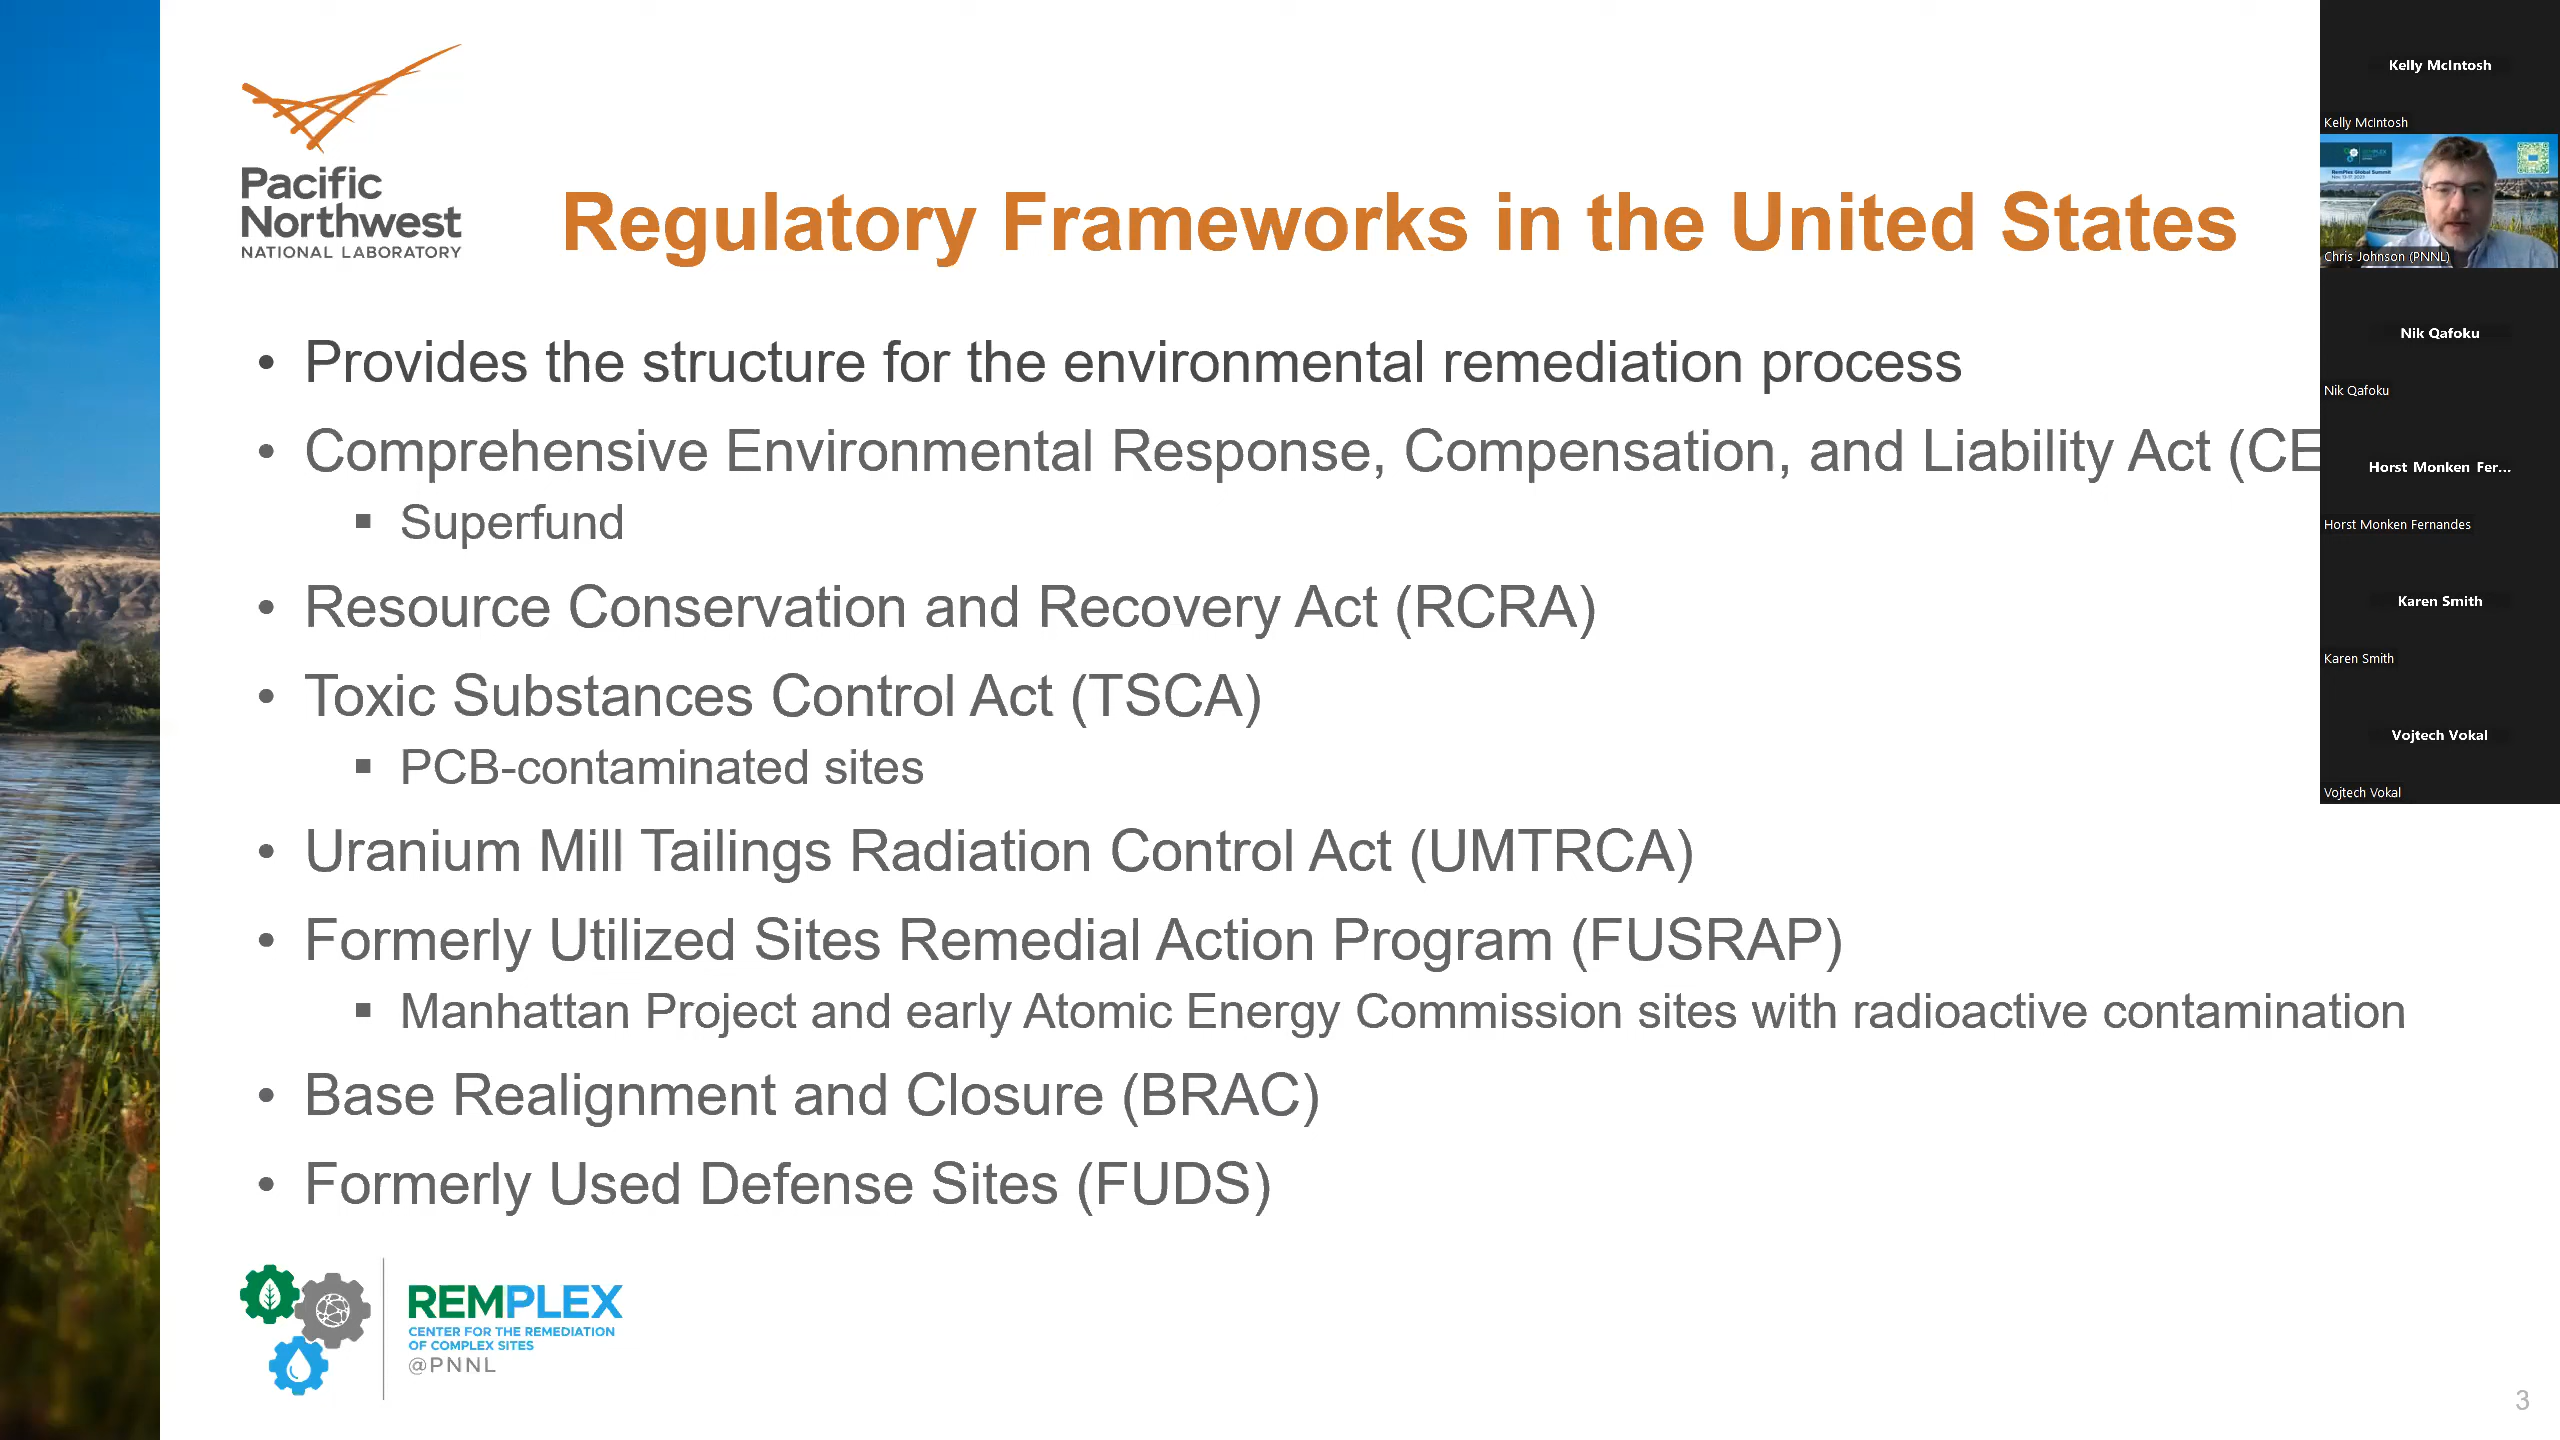 Pacific
Northwest
NATIONAL LABORATORY
Regulatory Frameworks in the United States
• Provides the structure for the environmental remediation process
• Comprehensive Environmental Response, Compensation, and Liability Act (CE
▪ Superfund
• Resource Conservation and Recovery Act (RCRA)
• Toxic Substances Control Act (TSCA)
▪ PCB-contaminated sites
• Uranium Mill Tailings Radiation Control Act (UMTRCA)
• Formerly Utilized Sites Remedial Action Program (FUSRAP)
▪ Manhattan Project and early Atomic Energy Commission sites with radioactive contamination
• Base Realignment and Closure (BRAC)
• Formerly Used Defense Sites (FUDS)
REMPLEX
CENTER FOR THE REMEDIATION
OF COMPLEX SITES
@PNNL
3
Kelly McIntosh
Kelly McIntosh
RemPlex Global Summit
Chris Johnson (PNNL)
Nik Qafoku
Nik Qafoku
Horst Monken Fer...
Horst Monken Fernandes
Karen Smith
Karen Smith
Vojtech Vokal
Vojtech Vokal